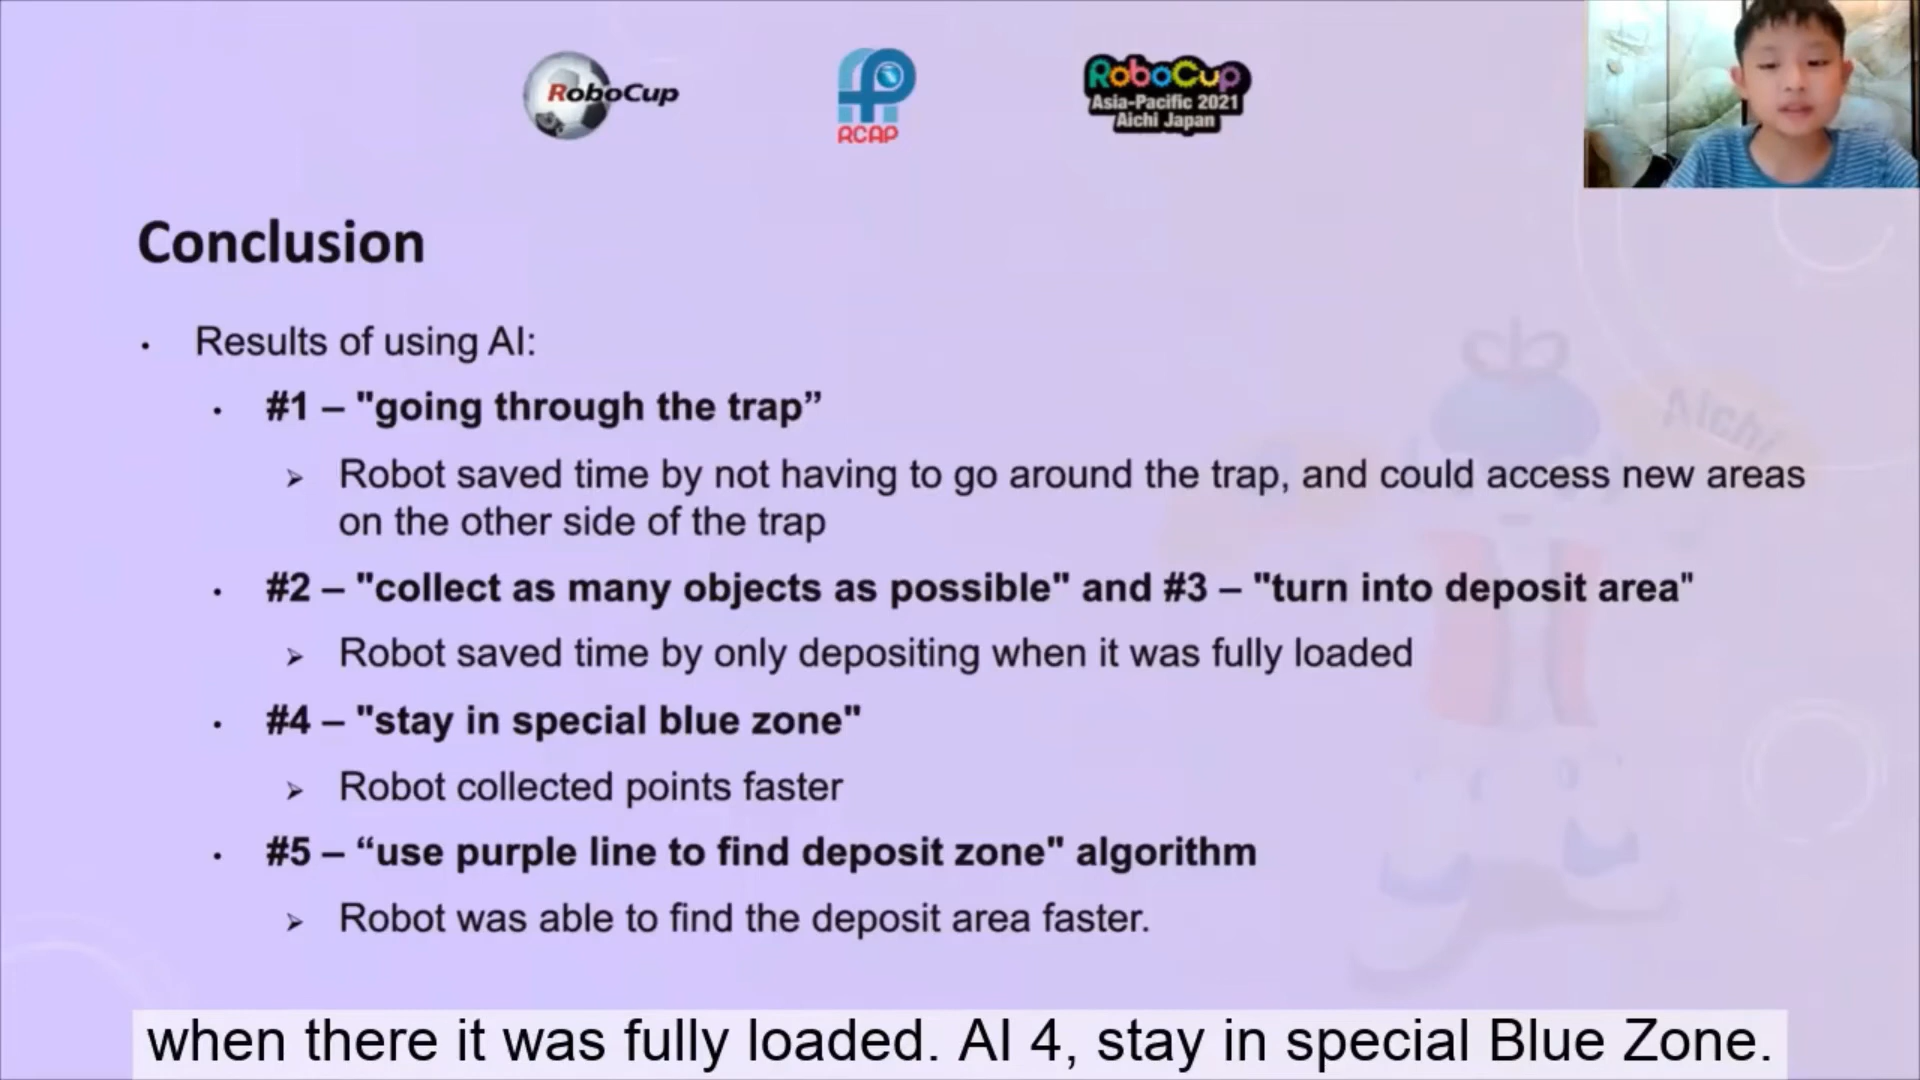 RoboCup
RCAP
RoboCup
Asia-Pacific 2021
Aichi Japan
Conclusion
• Results of using AI:
• #1 – "going through the trap”
➢ Robot saved time by not having to go around the trap, and could access new areas
on the other side of the trap
• #2 – "collect as many objects as possible" and #3 – "turn into deposit area"
➢ Robot saved time by only depositing when it was fully loaded
• #4 – "stay in special blue zone"
➢ Robot collected points faster
• #5 – “use purple line to find deposit zone" algorithm
➢ Robot was able to find the deposit area faster.
Aichi
when there it was fully loaded. AI 4, stay in special Blue Zone.